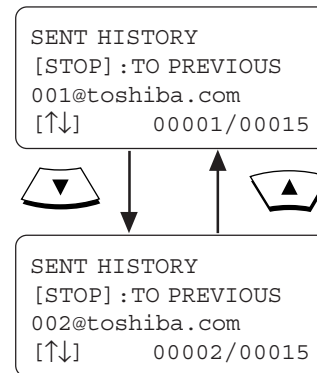 SENT HISTORY
[STOP]:TO PREVIOUS
001@toshiba.com
[↑↓] 00001/00015
▼ ▲
SENT HISTORY
[STOP]:TO PREVIOUS
002@toshiba.com
[↑↓] 00002/00015